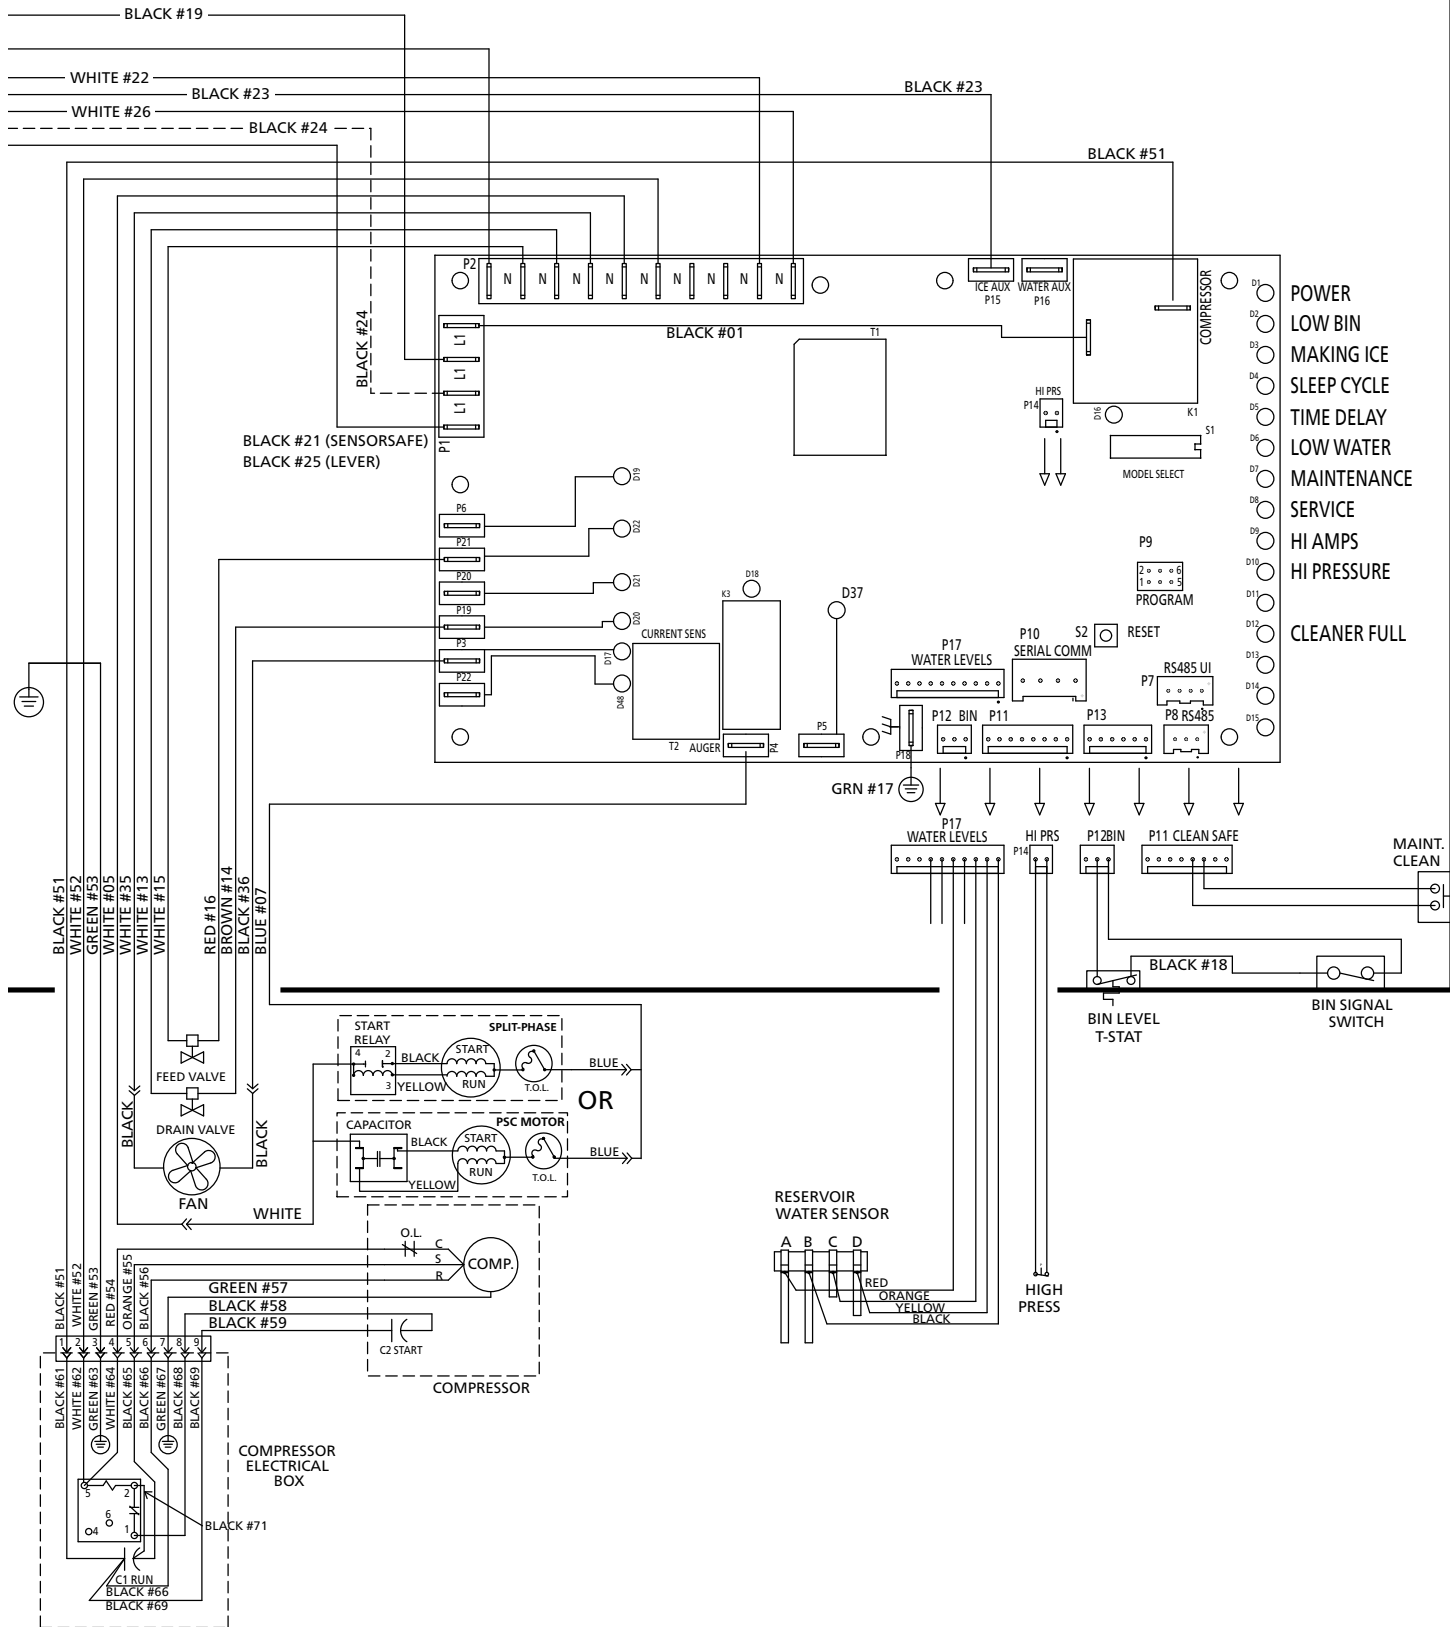 BLACK #19
WHITE #22
BLACK #23
BLACK #23
WHITE #26
BLACK #24
BLACK #51
P2
N N N N N N N N N
ICE AUX
P15
WATER AUX
P16
COMPRESSOR
K1
BLACK #24
L1
L1
L1
P1
BLACK #01
T1
HI PRS
P14
D16
S1
MODEL SELECT
BLACK #21 (SENSORSAFE)
BLACK #25 (LEVER)
D1 POWER
D2 LOW BIN
D3 MAKING ICE
D4 SLEEP CYCLE
D5 TIME DELAY
D6 LOW WATER
D7 MAINTENANCE
D8 SERVICE
D9 HI AMPS
D10 HI PRESSURE
D11
D12 CLEANER FULL
D13
D14
D15
P6
D19
P21
D22
P20
D21
P19
D20
P3
D17
P22
D48
CURRENT SENS
T2
K3
D18
AUGER
P4
D37
P5
P9
2 6
1 5
PROGRAM
S2
RESET
P10
SERIAL COMM
P17
WATER LEVELS
RS485 UI
P7
P12 BIN
P11
P13
P8 RS485
P18
GRN #17
P17
WATER LEVELS
HI PRS
P14
P12BIN
P11 CLEAN SAFE
MAINT.
CLEAN
BLACK #51
WHITE #52
GREEN #53
WHITE #05
WHITE #35
WHITE #13
WHITE #15
RED #16
BROWN #14
BLACK #36
BLUE #07
BLACK #18
BIN LEVEL
T-STAT
BIN SIGNAL
SWITCH
START
RELAY
SPLIT-PHASE
4
2
3
BLACK
YELLOW
START
RUN
T.O.L.
BLUE
OR
CAPACITOR
PSC MOTOR
BLACK
YELLOW
START
RUN
T.O.L.
BLUE
FEED VALVE
DRAIN VALVE
BLACK
BLACK
FAN
WHITE
RESERVOIR
WATER SENSOR
A B C D
RED
ORANGE
YELLOW
BLACK
HIGH
PRESS
O.L.
C
S
R
COMP.
GREEN #57
BLACK #58
BLACK #59
C2 START
COMPRESSOR
BLACK #51
WHITE #52
GREEN #53
RED #54
ORANGE #55
BLACK #56
1 2 3 4 5 6 7 8 9
BLACK #61
WHITE #62
GREEN #63
WHITE #64
BLACK #65
BLACK #66
GREEN #67
BLACK #68
BLACK #69
COMPRESSOR
ELECTRICAL
BOX
5
2
6
4
1
BLACK #71
C1 RUN
BLACK #66
BLACK #69